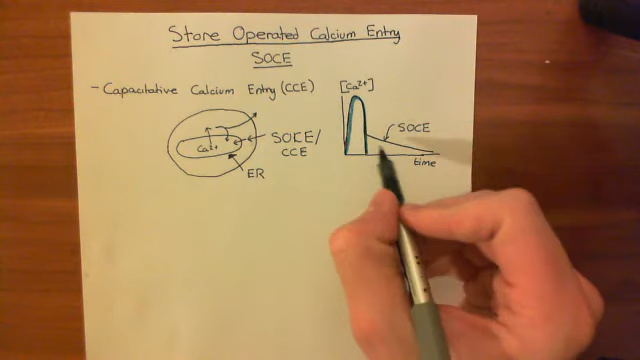 Store Operated Calcium Entry
SOCE
- Capacitative Calcium Entry (CCE)
[Ca²⁺]
SOCE
Ca²⁺
SOCE/
CCE
ER
time